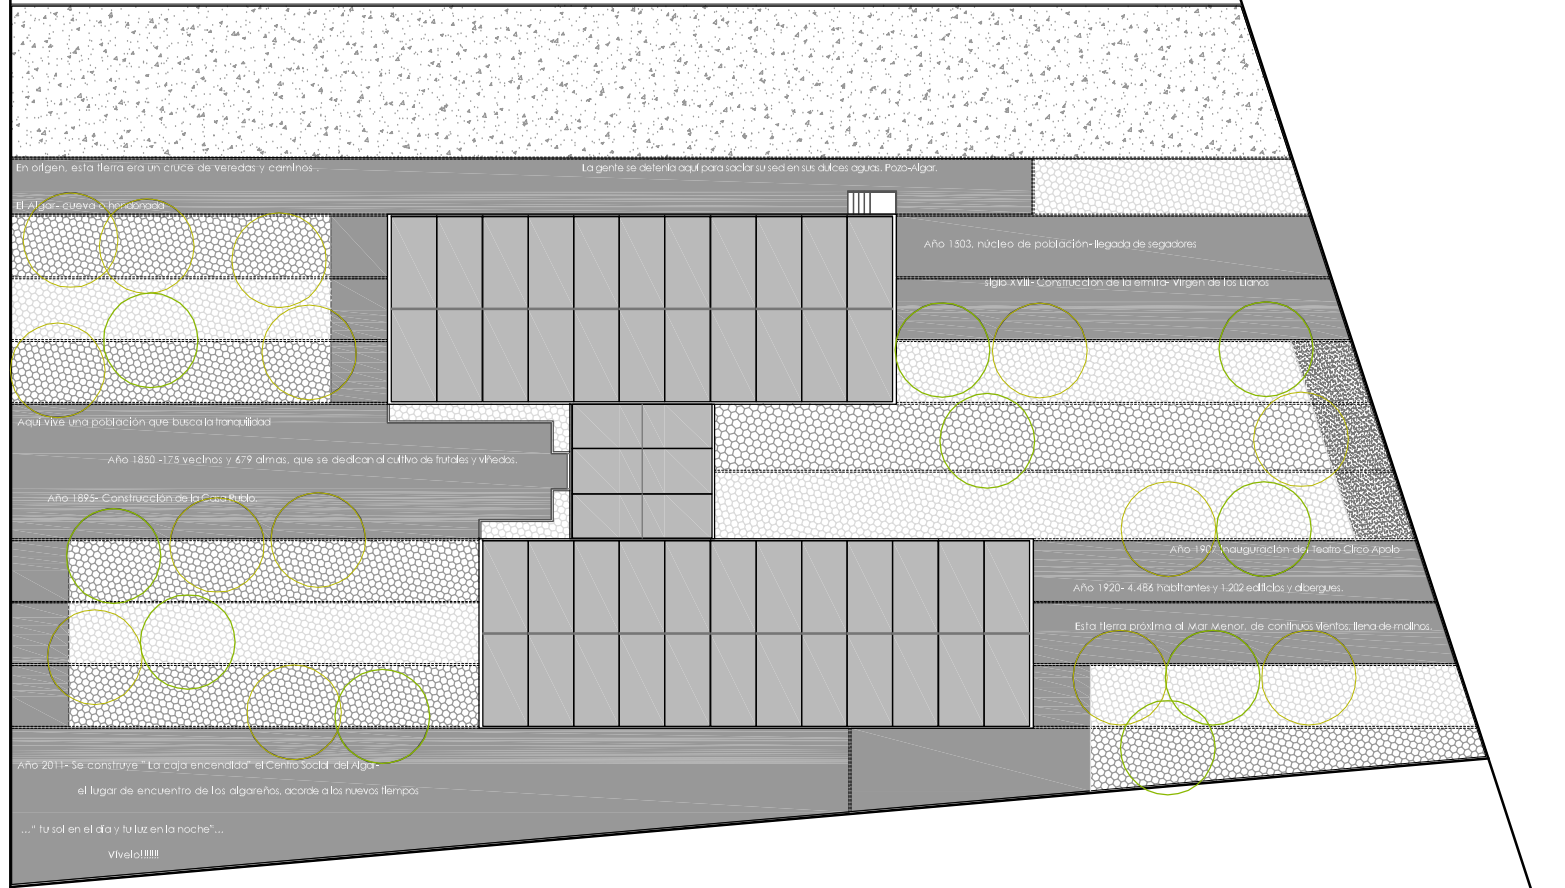 En origen, esta tierra era un cruce de veredas y caminos .
La gente se detenía aquí para saciar su sed en sus dulces aguas. Pozo-Algar.
El Algar- cueva o hondonada
Año 1503, núcleo de población- llegada de segadores
siglo XVIII- Construcción de la ermita- Virgen de los Llanos
Aquí vive una población que busca la tranquilidad
Año 1850 -175 vecinos y 679 almas, que se dedican al cultivo de frutales y viñedos.
Año 1895- Construcción de la Casa Rubio.
Año 1907 Inauguración del Teatro Circo Apolo
Año 1920- 4.486 habitantes y 1.202 edificios y albergues.
Esta tierra próxima al Mar Menor, de continuos vientos, llena de molinos.
Año 2011- Se construye " La caja encendida" el Centro Social del Algar-
el lugar de encuentro de los algareños, acorde a los nuevos tiempos
..." tu sol en el día y tu luz en la noche"...
Vívelo!!!!!!!